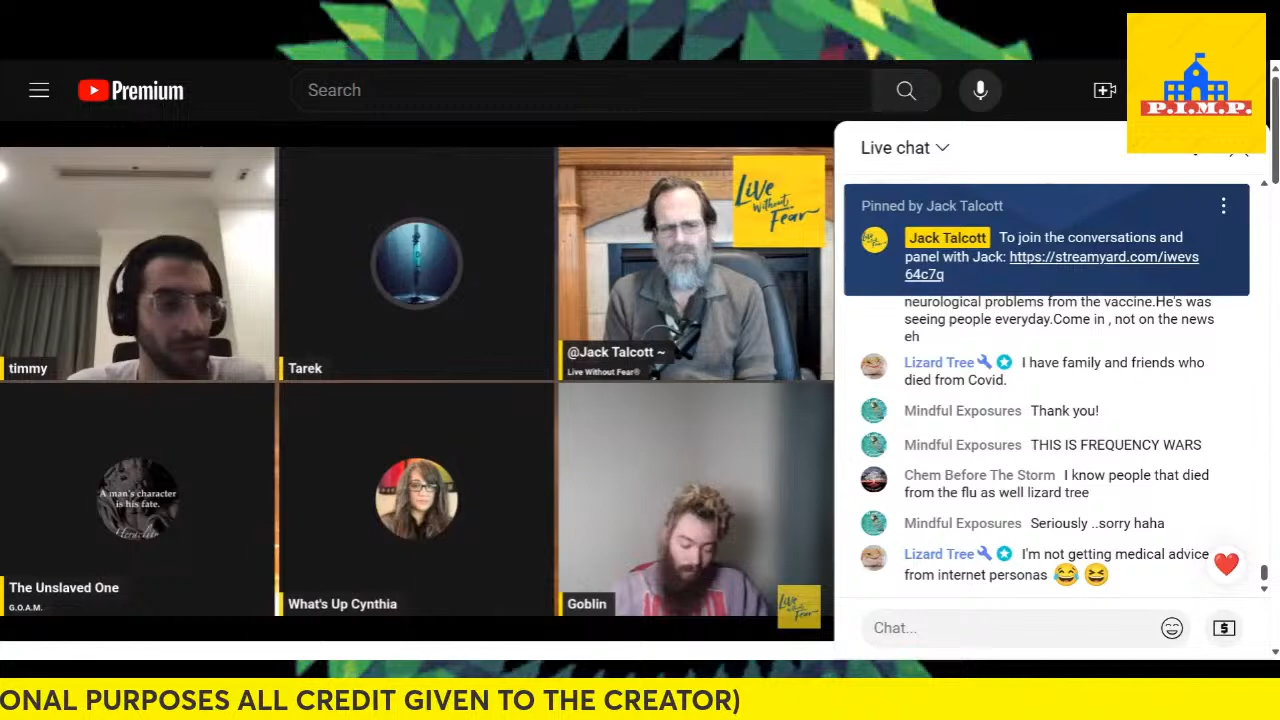 Premium
Search
P.I.M.P.
Live chat
Pinned by Jack Talcott
Jack Talcott To join the conversations and
panel with Jack: https://streamyard.com/iwevs
64c7q
neurological problems from the vaccine.He's was
seeing people everyday.Come in , not on the news
eh
Lizard Tree I have family and friends who
died from Covid.
Mindful Exposures Thank you!
Mindful Exposures THIS IS FREQUENCY WARS
Chem Before The Storm I know people that died
from the flu as well lizard tree
Mindful Exposures Seriously ..sorry haha
Lizard Tree I'm not getting medical advice
from internet personas 😂 😆
Chat...
timmy
Tarek
Live
Without
Fear
@Jack Talcott ~
Live Without Fear®
A man's character
is his fate.
Heraclitus
The Unslaved One
G.O.A.M.
What's Up Cynthia
Goblin
Live
Without
Fear
ONAL PURPOSES ALL CREDIT GIVEN TO THE CREATOR)